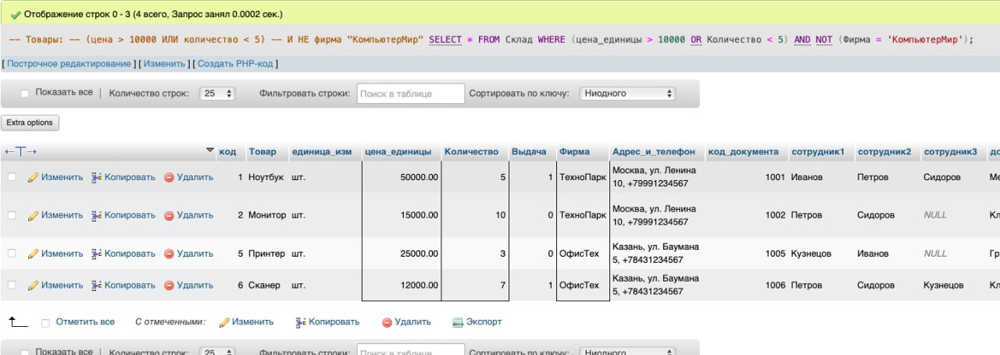 Отображение строк 0 - 3 (4 всего, Запрос занял 0.0002 сек.)
-- Товары: -- (цена > 10000 ИЛИ количество < 5) -- И НЕ фирма "КомпьютерМир" SELECT * FROM Склад WHERE (цена_единицы > 10000 OR Количество < 5) AND NOT (Фирма = 'КомпьютерМир');
[ Построчное редактирование ] [ Изменить ] [ Создать PHP-код ]
Показать все | Количество строк: 25 Фильтровать строки: Поиск в таблице Сортировать по ключу: Ниодного
Extra options
←T→ код Товар единица_изм цена_единицы Количество Выдача Фирма Адрес_и_телефон код_документа сотрудник1 сотрудник2 сотрудник3 до
Изменить Копировать Удалить 1 Ноутбук шт. 50000.00 5 1 ТехноПарк Москва, ул. Ленина 1001 Иванов Петров Сидоров Ме
10, +79991234567
Изменить Копировать Удалить 2 Монитор шт. 15000.00 10 0 ТехноПарк Москва, ул. Ленина 1002 Петров Сидоров NULL Кл
10, +79991234567
Изменить Копировать Удалить 5 Принтер шт. 25000.00 3 0 ОфисТех Казань, ул. Баумана 1005 Кузнецов Иванов NULL Гр
5, +78431234567
Изменить Копировать Удалить 6 Сканер шт. 12000.00 7 1 ОфисТех Казань, ул. Баумана 1006 Петров Сидоров Кузнецов Кл
5, +78431234567
Отметить все С отмеченными: Изменить Копировать Удалить Экспорт
Показать все | Количество строк: 25 Фильтровать строки: Поиск в таблице Сортировать по ключу: Ниодного